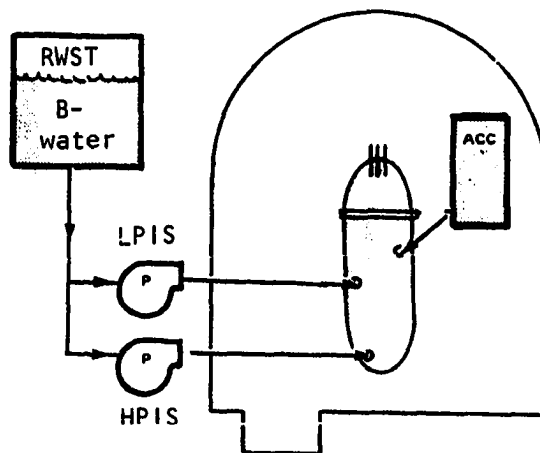 RWST
B-
water
ACC
LPIS
P
P
HPIS